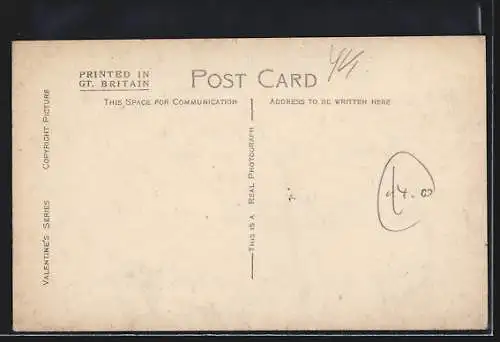 PRINTED IN
GT. BRITAIN
POST CARD
THIS SPACE FOR COMMUNICATION
ADDRESS TO BE WRITTEN HERE
VALENTINE'S SERIES COPYRIGHT PICTURE
THIS IS A REAL PHOTOGRAPH